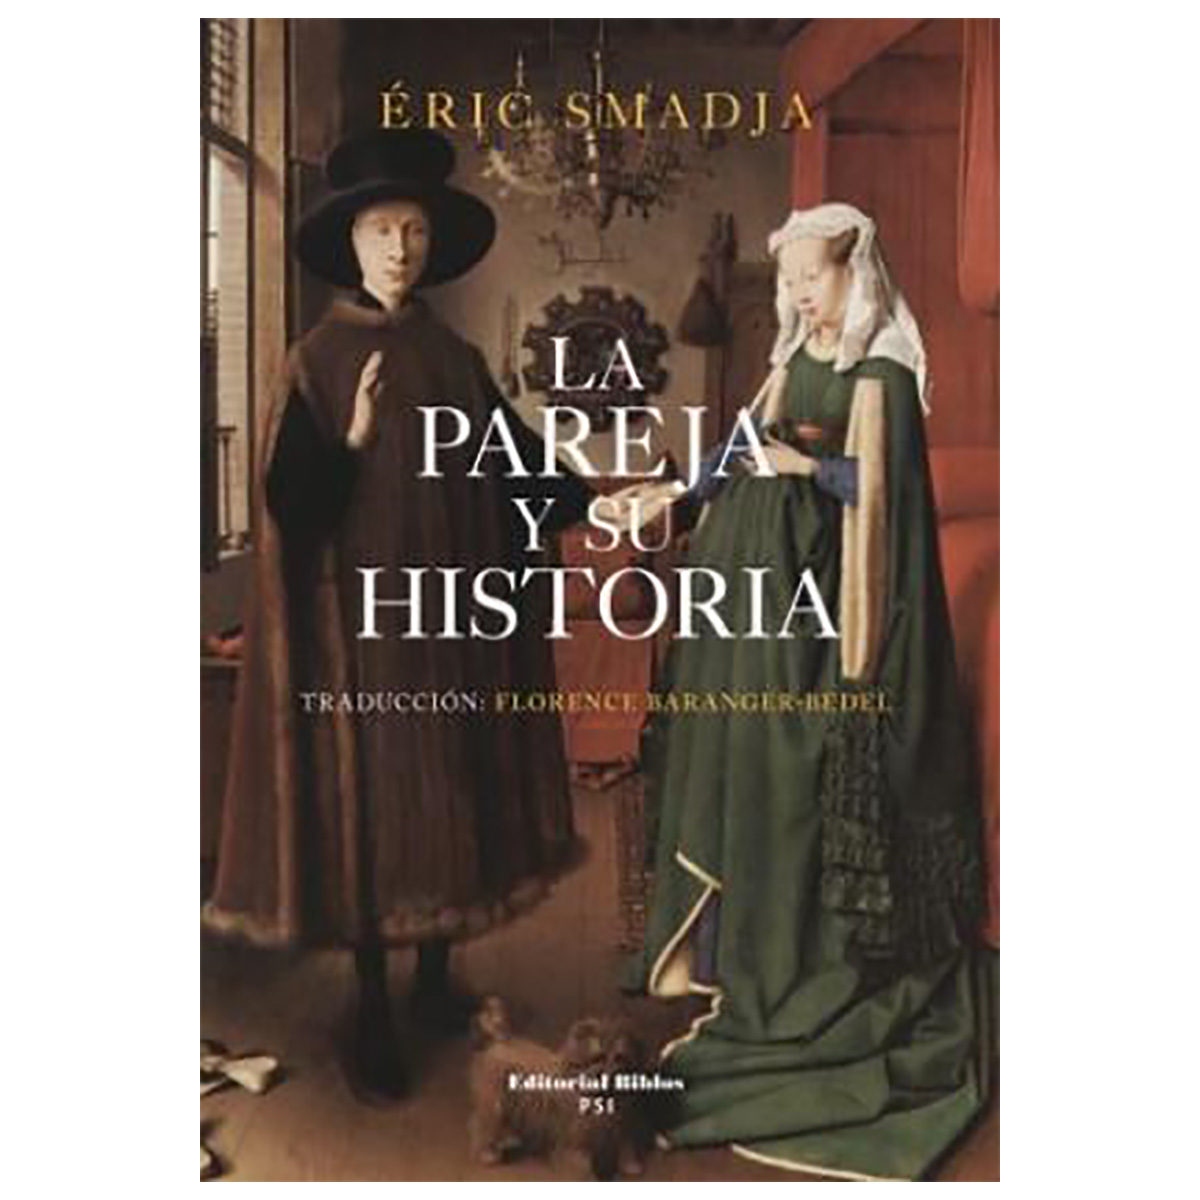 ÉRIC SMADJA
LA
PAREJA
Y SU
HISTORIA
TRADUCCIÓN: FLORENCE BARANGER-BEDEL
Editorial Biblos
PSI